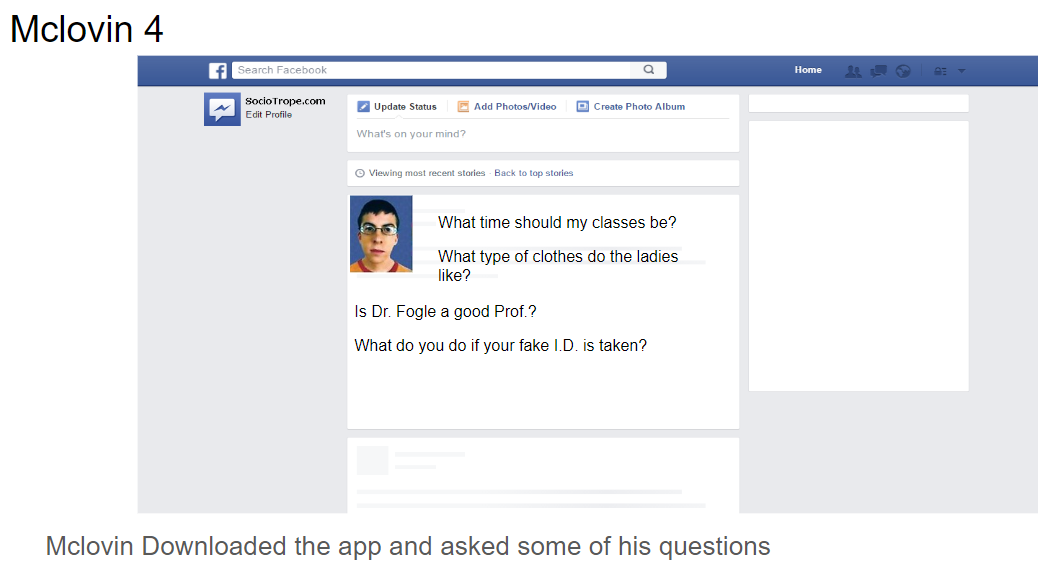 Mclovin 4
f Search Facebook Home
SocioTrope.com
Edit Profile
Update Status Add Photos/Video Create Photo Album
What's on your mind?
Viewing most recent stories · Back to top stories
What time should my classes be?
What type of clothes do the ladies
like?
Is Dr. Fogle a good Prof.?
What do you do if your fake I.D. is taken?
Mclovin Downloaded the app and asked some of his questions